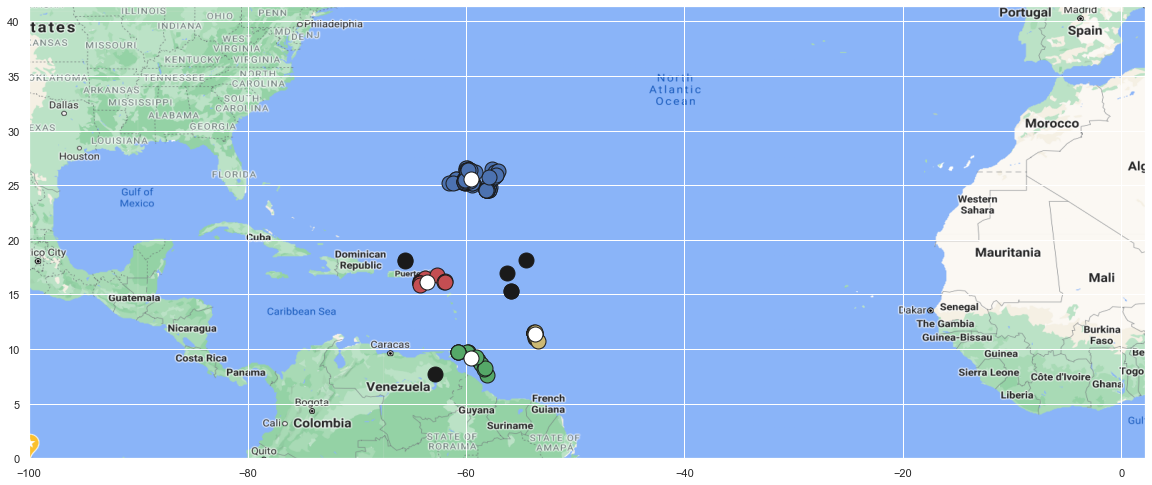 40
35
30
25
20
15
10
5
0
−100
−80
−60
−40
−20
0
tates
ILLINOIS
OHIO
PENN
INDIANA
Philadelphia
MD
DE
NJ
KANSAS
MISSOURI
WEST
VIRGINIA
KENTUCKY
VIRGINIA
OKLAHOMA
TENNESSEE
NORTH
CAROLINA
ARKANSAS
Dallas
MISSISSIPPI
SOUTH
CAROLINA
ALABAMA
EXAS
GEORGIA
LOUISIANA
Houston
FLORIDA
Gulf of
Mexico
North
Atlantic
Ocean
Portugal
Madrid
Spain
Morocco
Alg
Western
Sahara
Mauritania
Mali
Cuba
ico City
Dominican
Republic
Puerto
Guatemala
Caribbean Sea
Nicaragua
Caracas
Costa Rica
Panama
Venezuela
Bogota
Cali
Colombia
Guyana
French
Guiana
Suriname
STATE OF
RORAIMA
STATE OF
AMAPA
Quito
Dakar
Senegal
The Gambia
Guinea-Bissau
Burkina
Faso
Guinea
Be
Sierra Leone
Côte d'Ivoire
Togo
Ghana
Liberia
Gulf